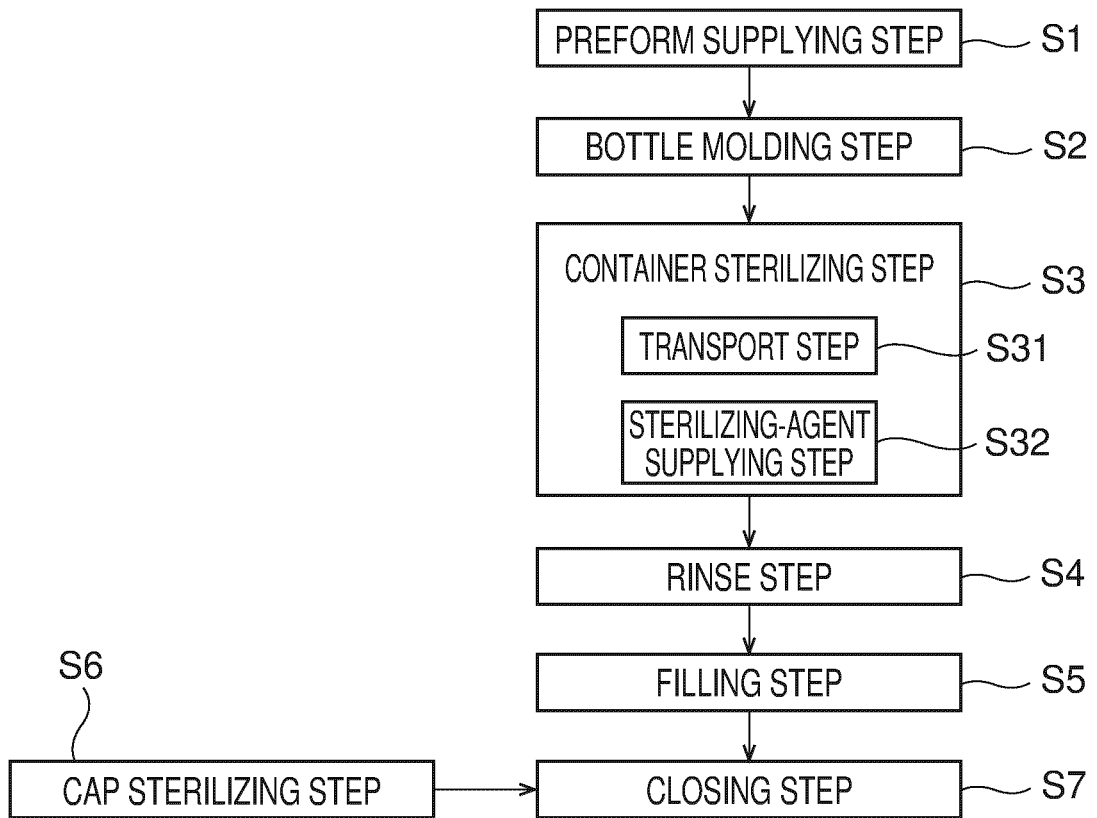 PREFORM SUPPLYING STEP
S1
BOTTLE MOLDING STEP
S2
CONTAINER STERILIZING STEP
S3
TRANSPORT STEP
S31
STERILIZING-AGENT
SUPPLYING STEP
S32
RINSE STEP
S4
FILLING STEP
S5
S6
CAP STERILIZING STEP
CLOSING STEP
S7